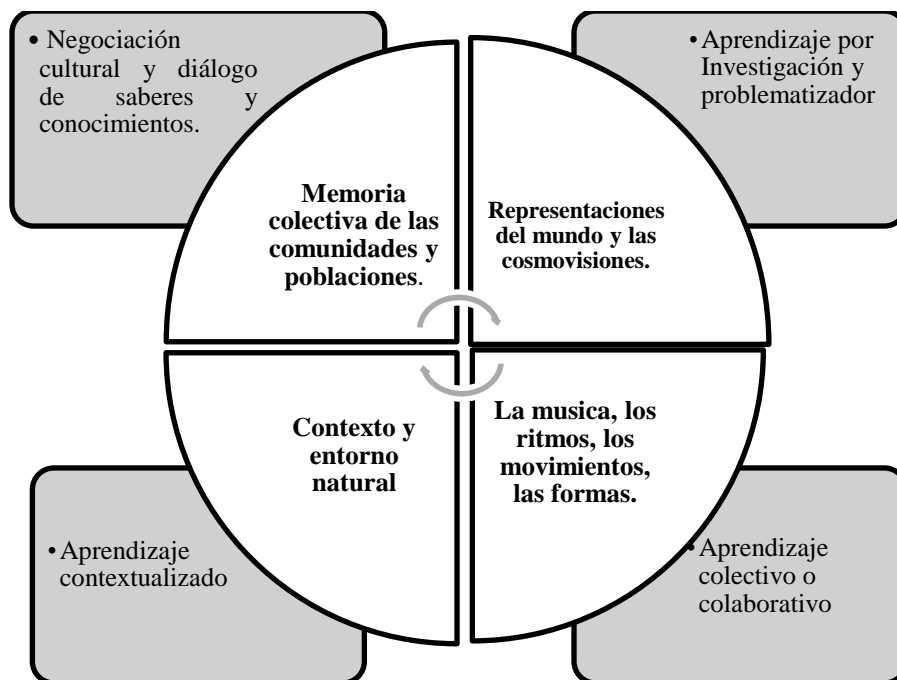 • Negociación
cultural y diálogo
de saberes y
conocimientos.
• Aprendizaje por
Investigación y
problematizador
Memoria
colectiva de las
comunidades y
poblaciones.
Representaciones
del mundo y las
cosmovisiones.
Contexto y
entorno
natural
La musica, los
ritmos, los
movimientos,
las formas.
• Aprendizaje
contextualizado
• Aprendizaje
colectivo o
colaborativo